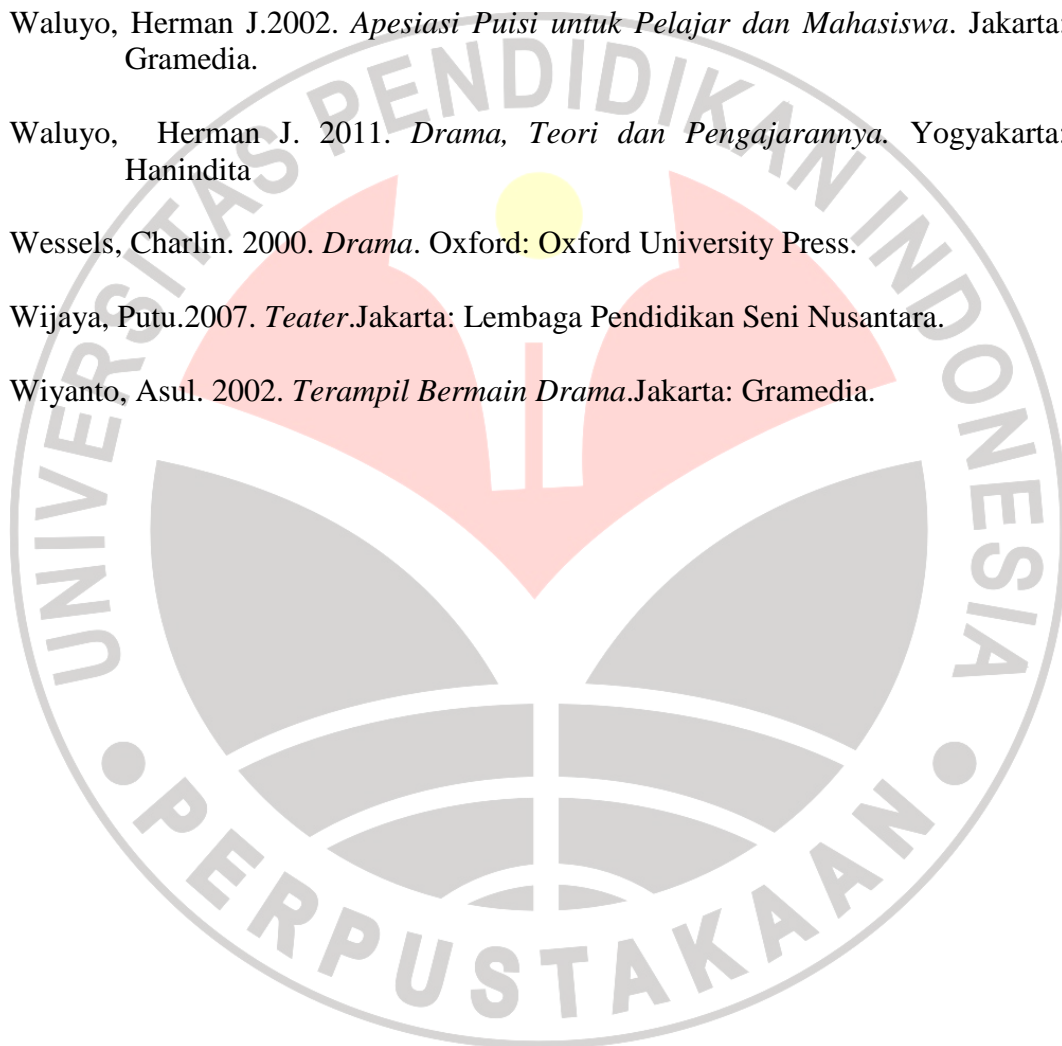 Waluyo, Herman J.2002. Apesiasi Puisi untuk Pelajar dan Mahasiswa. Jakarta:
Gramedia.
Waluyo, Herman J. 2011. Drama, Teori dan Pengajarannya. Yogyakarta:
Hanindita
Wessels, Charlin. 2000. Drama. Oxford: Oxford University Press.
Wijaya, Putu.2007. Teater.Jakarta: Lembaga Pendidikan Seni Nusantara.
Wiyanto, Asul. 2002. Terampil Bermain Drama.Jakarta: Gramedia.
UNIVERSITAS PENDIDIKAN INDONESIA
PERPUSTAKAAN